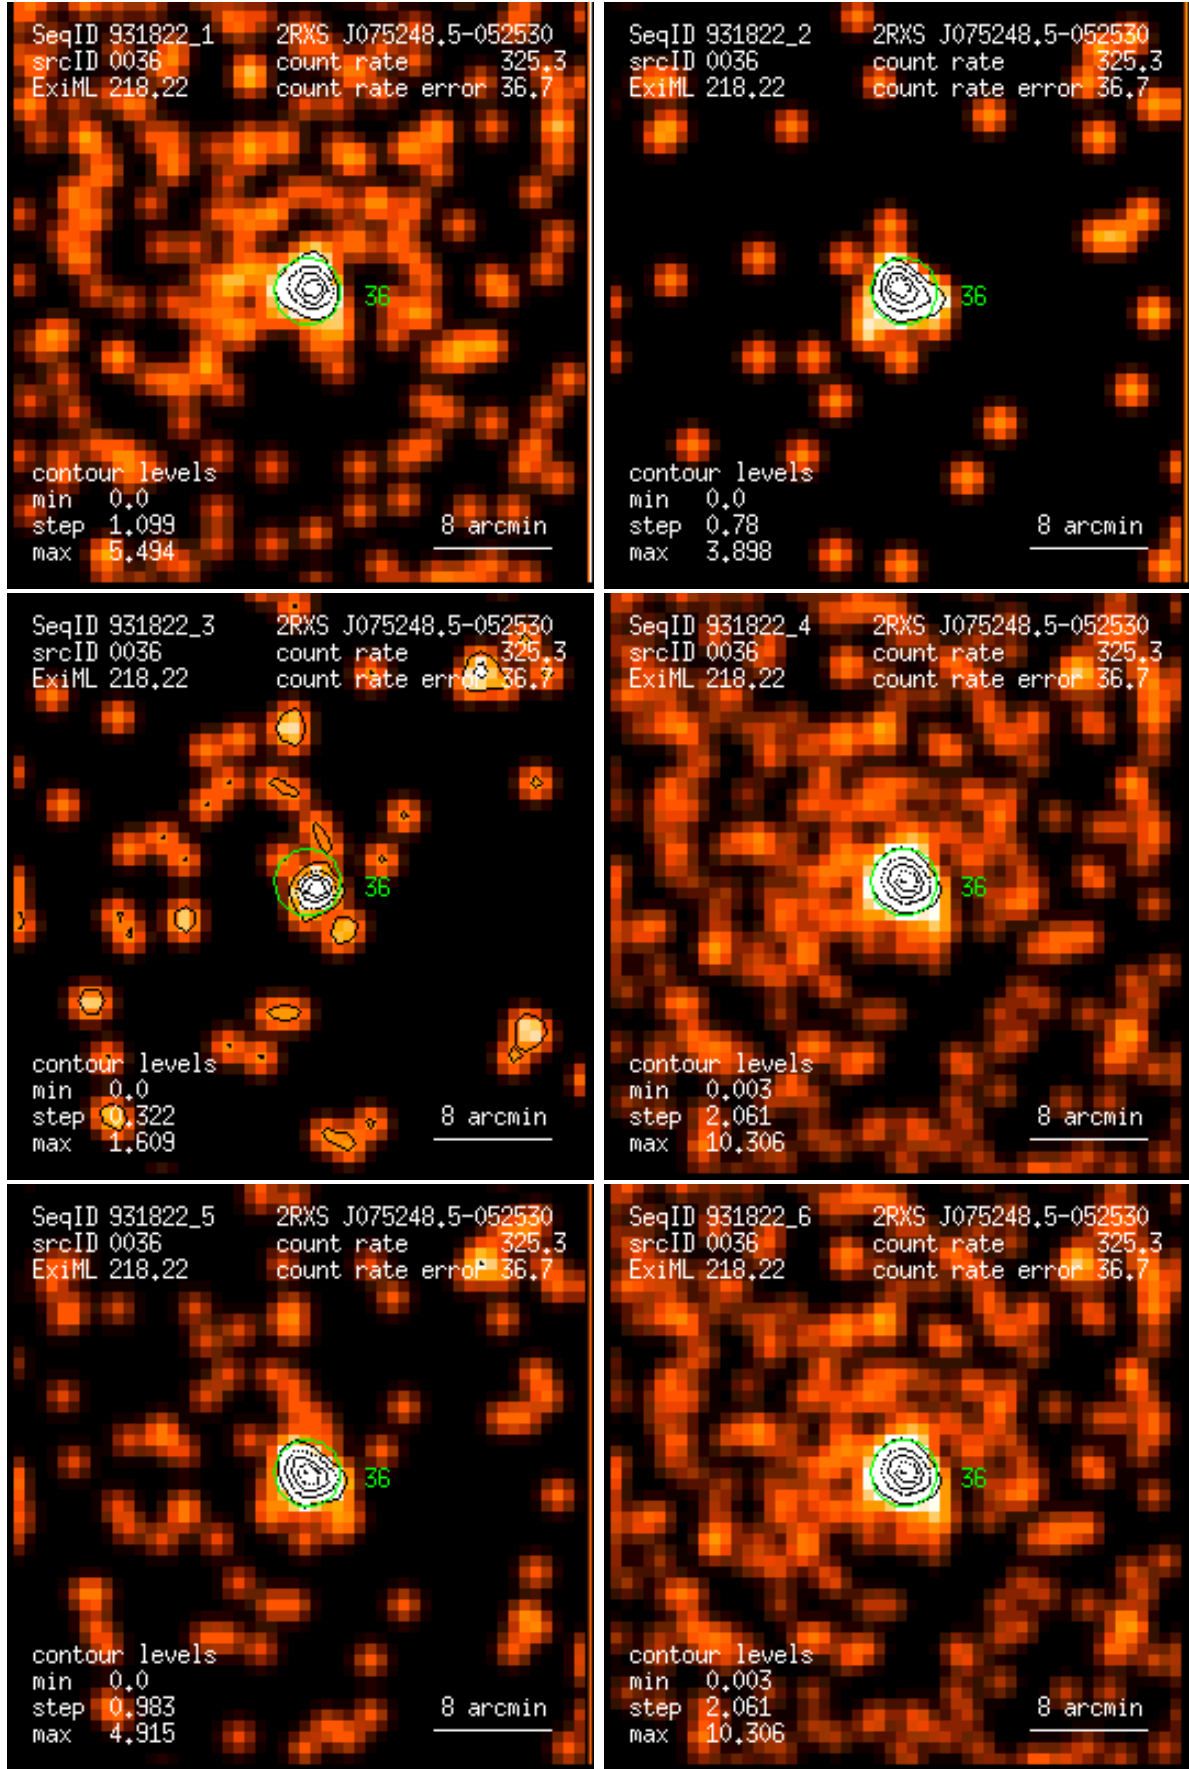 SeqID 931822_1 2RXS J075248.5-052530
srcID 0036 count rate 325.3
ExiML 218.22 count rate error 36.7
36
contour levels
min 0.0
step 1.099 8 arcmin
max 5.494
SeqID 931822_2 2RXS J075248.5-052530
srcID 0036 count rate 325.3
ExiML 218.22 count rate error 36.7
36
contour levels
min 0.0
step 0.78 8 arcmin
max 3.898
SeqID 931822_3 2RXS J075248.5-052530
srcID 0036 count rate 325.3
ExiML 218.22 count rate error 36.7
36
contour levels
min 0.0
step 0.322 8 arcmin
max 1.609
SeqID 931822_4 2RXS J075248.5-052530
srcID 0036 count rate 325.3
ExiML 218.22 count rate error 36.7
36
contour levels
min 0.003
step 2.061 8 arcmin
max 10.306
SeqID 931822_5 2RXS J075248.5-052530
srcID 0036 count rate 325.3
ExiML 218.22 count rate error 36.7
36
contour levels
min 0.0
step 0.983 8 arcmin
max 4.915
SeqID 931822_6 2RXS J075248.5-052530
srcID 0036 count rate 325.3
ExiML 218.22 count rate error 36.7
36
contour levels
min 0.003
step 2.061 8 arcmin
max 10.306